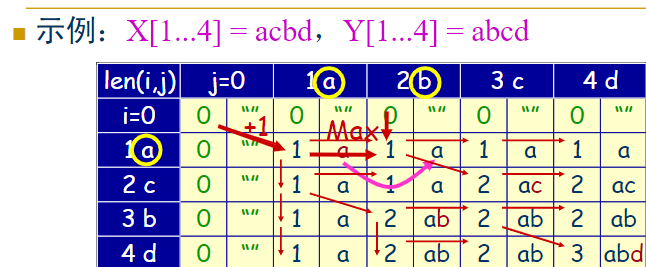 示例：X[1...4] = acbd，Y[1...4] = abcd
len(i,j) j=0 1 a 2 b 3 c 4 d
i=0 0 “” 0 “” 0 “” 0 “” 0 “”
+1 Max
1 a 0 “” 1 a 1 a 1 a 1 a
2 c 0 “” 1 a 1 a 2 ac 2 ac
3 b 0 “” 1 a 2 ab 2 ab 2 ab
4 d 0 “” 1 a 2 ab 2 ab 3 abd